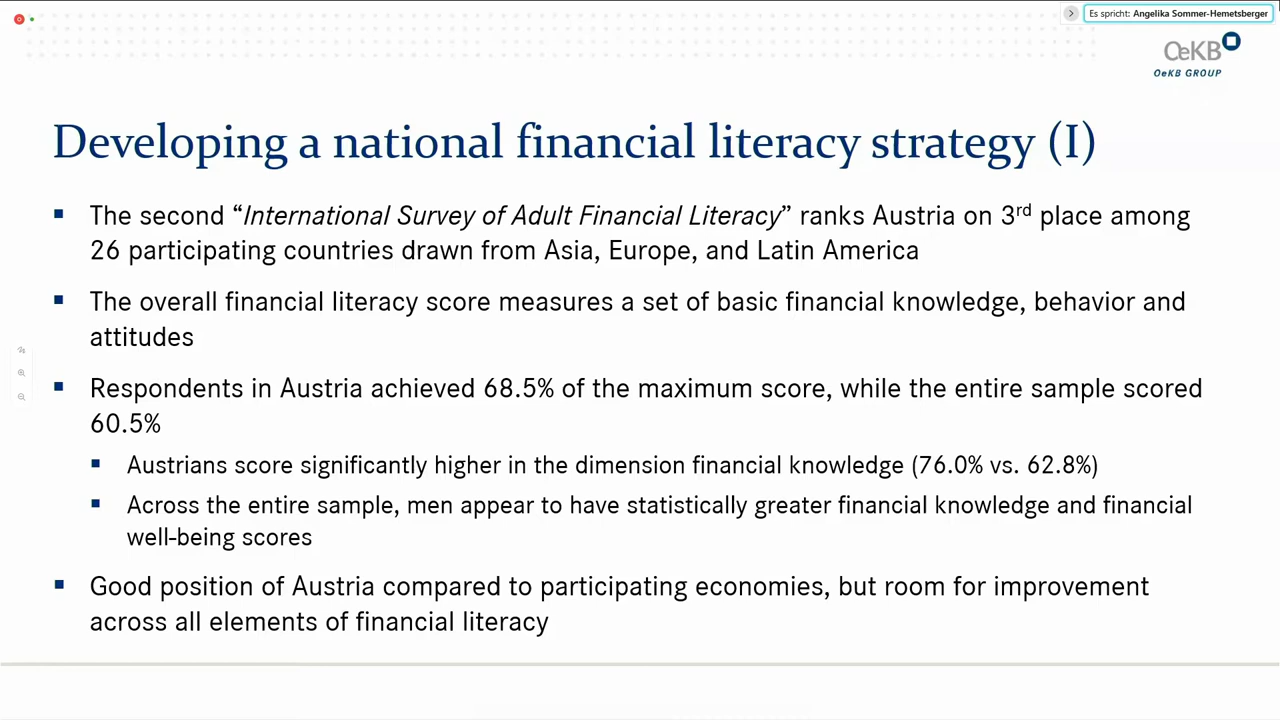 Es spricht: Angelika Sommer-Hemetsberger
OeKB
OeKB GROUP
Developing a national financial literacy strategy (I)
▪ The second “International Survey of Adult Financial Literacy” ranks Austria on 3rd place among
26 participating countries drawn from Asia, Europe, and Latin America
▪ The overall financial literacy score measures a set of basic financial knowledge, behavior and
attitudes
▪ Respondents in Austria achieved 68.5% of the maximum score, while the entire sample scored
60.5%
▪ Austrians score significantly higher in the dimension financial knowledge (76.0% vs. 62.8%)
▪ Across the entire sample, men appear to have statistically greater financial knowledge and financial
well-being scores
▪ Good position of Austria compared to participating economies, but room for improvement
across all elements of financial literacy